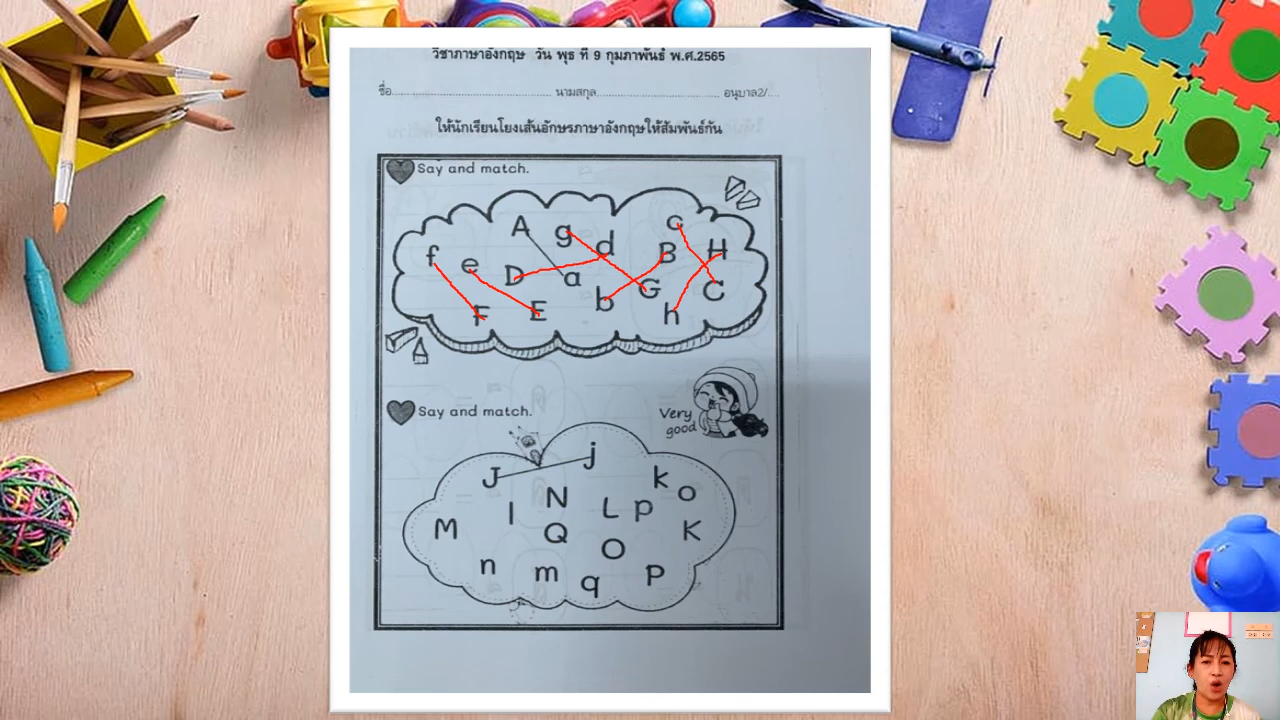 วิชาภาษาอังกฤษ วัน พุธ ที่ 9 กุมภาพันธ์ พ.ศ.2565
ชื่อ.................................................... นามสกุล........................................ อนุบาล2/....
ให้นักเรียนโยงเส้นอักษรภาษาอังกฤษให้สัมพันธ์กัน
Say and match.
A g d c
f e D a B H
F E b G h C
Say and match.
Very
good
J j k o
l N L p
M Q O K
n m q P